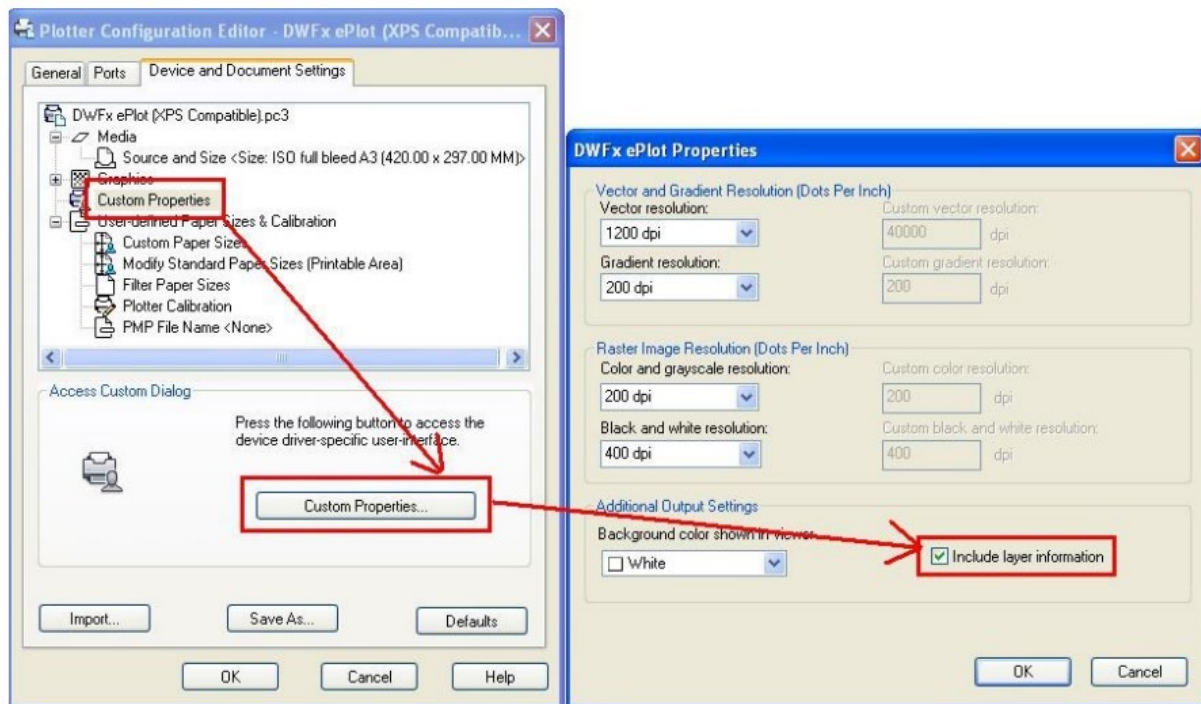 Plotter Configuration Editor - DWFx ePlot (XPS Compatib...
General Ports Device and Document Settings
DWFx ePlot (XPS Compatible).pc3
Media
Source and Size <Size: ISO full bleed A3 (420.00 x 297.00 MM)>
Graphics
Custom Properties
User-defined Paper Sizes & Calibration
Custom Paper Sizes
Modify Standard Paper Sizes (Printable Area)
Filter Paper Sizes
Plotter Calibration
PMP File Name <None>
Access Custom Dialog
Press the following button to access the
device driver-specific user-interface.
Custom Properties...
Import... Save As... Defaults
OK Cancel Help
DWFx ePlot Properties
Vector and Gradient Resolution (Dots Per Inch)
Vector resolution: Custom vector resolution:
1200 dpi 40000 dpi
Gradient resolution: Custom gradient resolution:
200 dpi 200 dpi
Raster Image Resolution (Dots Per Inch)
Color and grayscale resolution: Custom color resolution:
200 dpi 200 dpi
Black and white resolution: Custom black and white resolution:
400 dpi 400 dpi
Additional Output Settings
Background color shown in viewer:
White Include layer information
OK Cancel